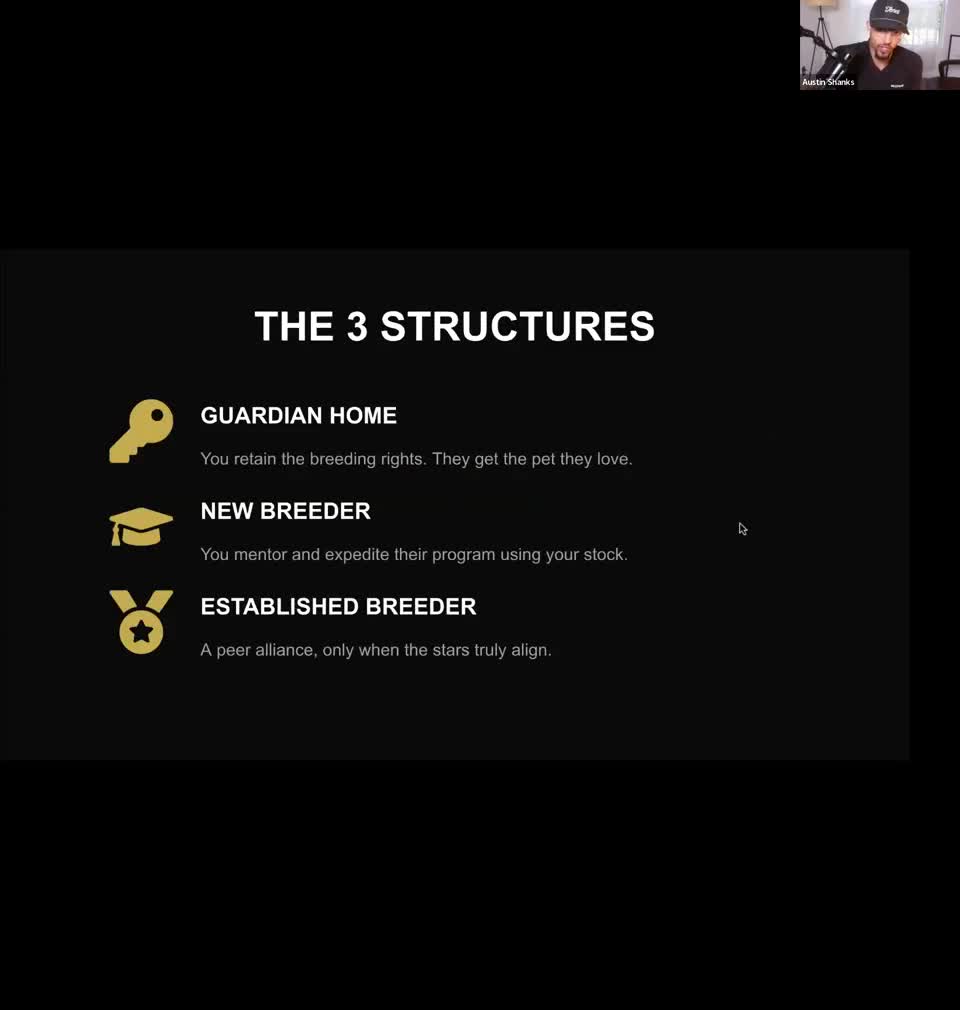 Austin Shanks
THE 3 STRUCTURES
GUARDIAN HOME
You retain the breeding rights. They get the pet they love.
NEW BREEDER
You mentor and expedite their program using your stock.
ESTABLISHED BREEDER
A peer alliance, only when the stars truly align.